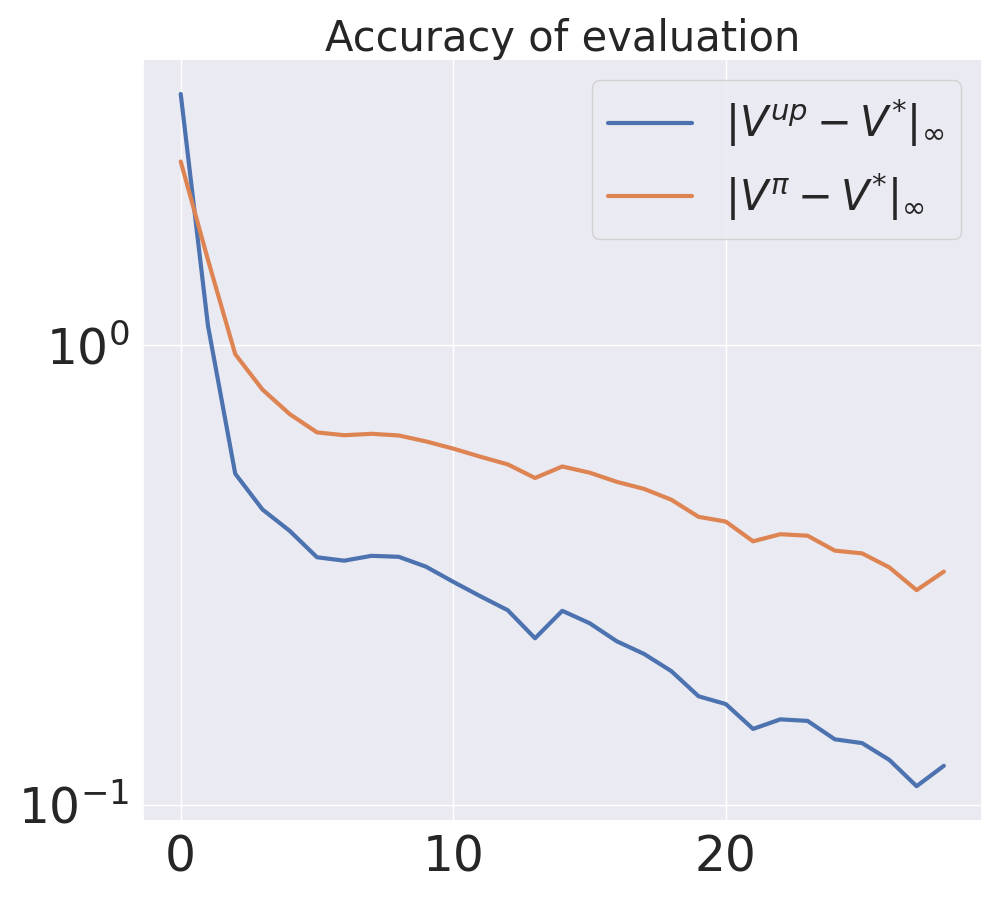 Accuracy of evaluation
|V^{up} − V^*|_∞
|V^π − V^*|_∞
10^0
10^{−1}
0 10 20